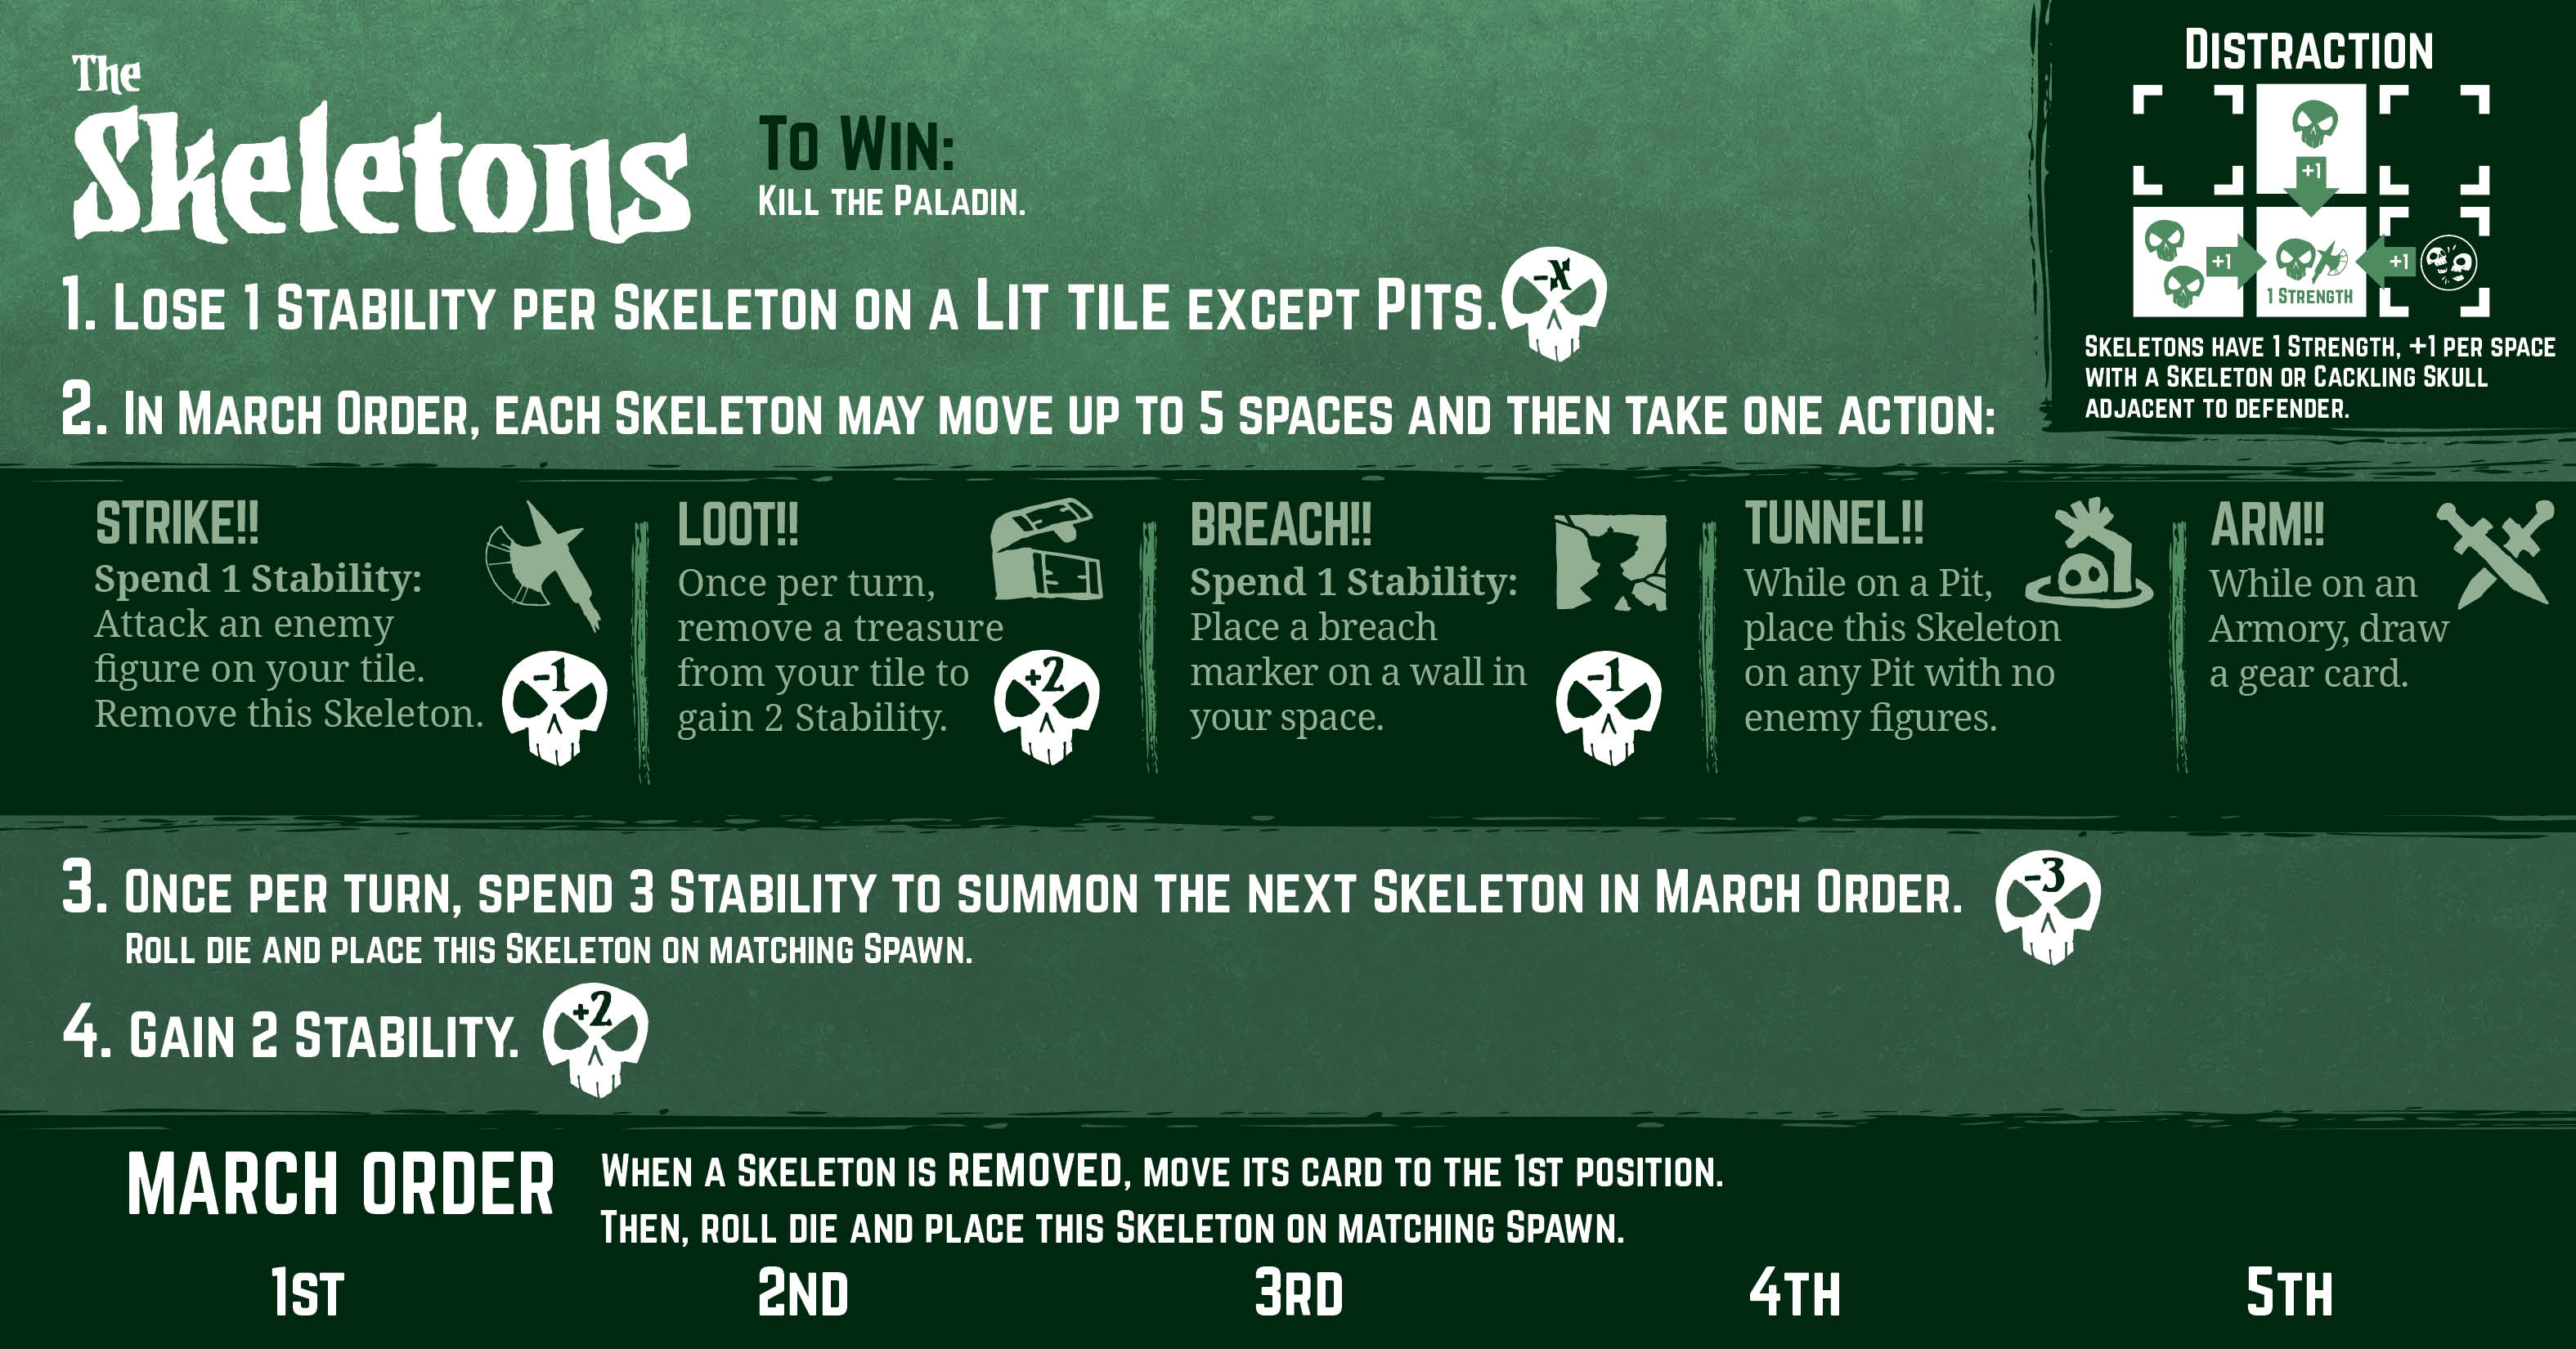 The
Skeletons
To Win:
Kill the Paladin.
Distraction
+1
+1
+1
1 Strength
Skeletons have 1 Strength, +1 per space
with a Skeleton or Cackling Skull
adjacent to defender.
1. Lose 1 Stability per Skeleton on a Lit tile except Pits.
-X
2. In March Order, each Skeleton may move up to 5 spaces and then take one action:
STRIKE!!
Spend 1 Stability:
Attack an enemy
figure on your tile.
Remove this Skeleton.
-1
LOOT!!
Once per turn,
remove a treasure
from your tile to
gain 2 Stability.
+2
BREACH!!
Spend 1 Stability:
Place a breach
marker on a wall in
your space.
-1
TUNNEL!!
While on a Pit,
place this Skeleton
on any Pit with no
enemy figures.
ARM!!
While on an
Armory, draw
a gear card.
3. Once per turn, spend 3 Stability to summon the next Skeleton in March Order.
-3
Roll die and place this Skeleton on matching Spawn.
4. Gain 2 Stability.
+2
MARCH ORDER
When a Skeleton is REMOVED, move its card to the 1st position.
Then, roll die and place this Skeleton on matching Spawn.
1st 2nd 3rd 4th 5th